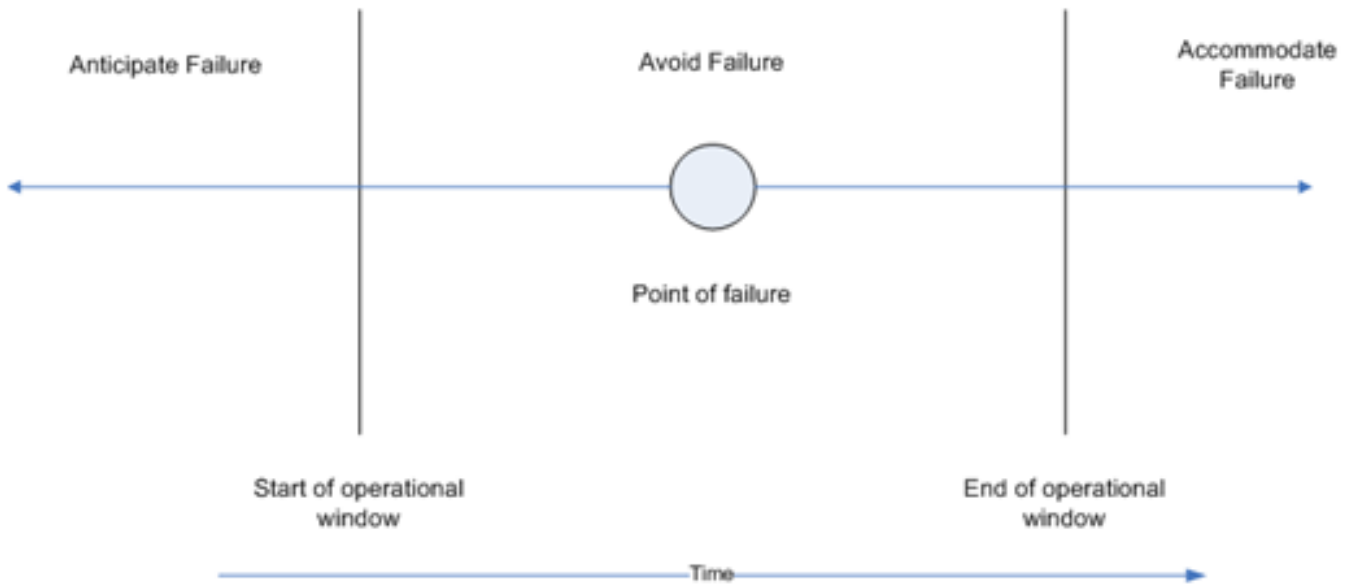 Anticipate Failure
Avoid Failure
Accommodate
Failure
Point of failure
Start of operational
window
End of operational
window
Time